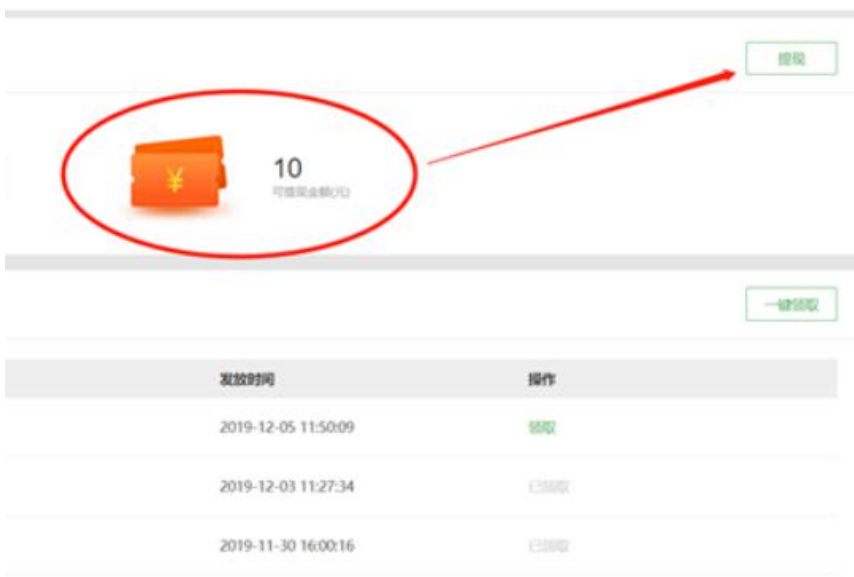 提现
¥
10
可提现金额(元)
一键领取
发放时间 操作
2019-12-05 11:50:09 领取
2019-12-03 11:27:34 已领取
2019-11-30 16:00:16 已领取